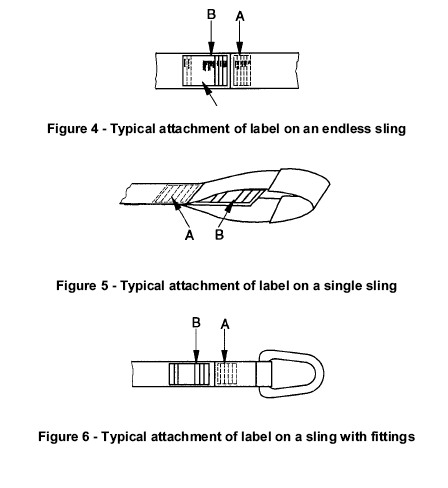 B A
Figure 4 - Typical attachment of label on an endless sling
A B
Figure 5 - Typical attachment of label on a single sling
B A
Figure 6 - Typical attachment of label on a sling with fittings